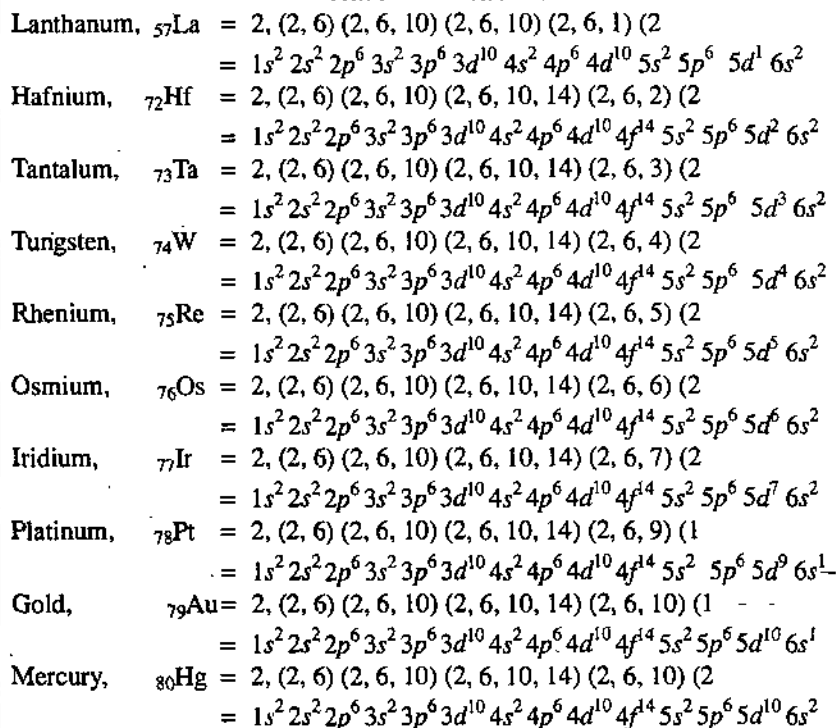 Lanthanum, ₅₇La = 2, (2, 6) (2, 6, 10) (2, 6, 10) (2, 6, 1) (2
= 1s² 2s² 2p⁶ 3s² 3p⁶ 3d¹⁰ 4s² 4p⁶ 4d¹⁰ 5s² 5p⁶ 5d¹ 6s²
Hafnium, ₇₂Hf = 2, (2, 6) (2, 6, 10) (2, 6, 10, 14) (2, 6, 2) (2
= 1s² 2s² 2p⁶ 3s² 3p⁶ 3d¹⁰ 4s² 4p⁶ 4d¹⁰ 4f¹⁴ 5s² 5p⁶ 5d² 6s²
Tantalum, ₇₃Ta = 2, (2, 6) (2, 6, 10) (2, 6, 10, 14) (2, 6, 3) (2
= 1s² 2s² 2p⁶ 3s² 3p⁶ 3d¹⁰ 4s² 4p⁶ 4d¹⁰ 4f¹⁴ 5s² 5p⁶ 5d³ 6s²
Tungsten, ₇₄W = 2, (2, 6) (2, 6, 10) (2, 6, 10, 14) (2, 6, 4) (2
= 1s² 2s² 2p⁶ 3s² 3p⁶ 3d¹⁰ 4s² 4p⁶ 4d¹⁰ 4f¹⁴ 5s² 5p⁶ 5d⁴ 6s²
Rhenium, ₇₅Re = 2, (2, 6) (2, 6, 10) (2, 6, 10, 14) (2, 6, 5) (2
= 1s² 2s² 2p⁶ 3s² 3p⁶ 3d¹⁰ 4s² 4p⁶ 4d¹⁰ 4f¹⁴ 5s² 5p⁶ 5d⁵ 6s²
Osmium, ₇₆Os = 2, (2, 6) (2, 6, 10) (2, 6, 10, 14) (2, 6, 6) (2
= 1s² 2s² 2p⁶ 3s² 3p⁶ 3d¹⁰ 4s² 4p⁶ 4d¹⁰ 4f¹⁴ 5s² 5p⁶ 5d⁶ 6s²
Iridium, ₇₇Ir = 2, (2, 6) (2, 6, 10) (2, 6, 10, 14) (2, 6, 7) (2
= 1s² 2s² 2p⁶ 3s² 3p⁶ 3d¹⁰ 4s² 4p⁶ 4d¹⁰ 4f¹⁴ 5s² 5p⁶ 5d⁷ 6s²
Platinum, ₇₈Pt = 2, (2, 6) (2, 6, 10) (2, 6, 10, 14) (2, 6, 9) (1
= 1s² 2s² 2p⁶ 3s² 3p⁶ 3d¹⁰ 4s² 4p⁶ 4d¹⁰ 4f¹⁴ 5s² 5p⁶ 5d⁹ 6s¹
Gold, ₇₉Au = 2, (2, 6) (2, 6, 10) (2, 6, 10, 14) (2, 6, 10) (1
= 1s² 2s² 2p⁶ 3s² 3p⁶ 3d¹⁰ 4s² 4p⁶ 4d¹⁰ 4f¹⁴ 5s² 5p⁶ 5d¹⁰ 6s¹
Mercury, ₈₀Hg = 2, (2, 6) (2, 6, 10) (2, 6, 10, 14) (2, 6, 10) (2
= 1s² 2s² 2p⁶ 3s² 3p⁶ 3d¹⁰ 4s² 4p⁶ 4d¹⁰ 4f¹⁴ 5s² 5p⁶ 5d¹⁰ 6s²